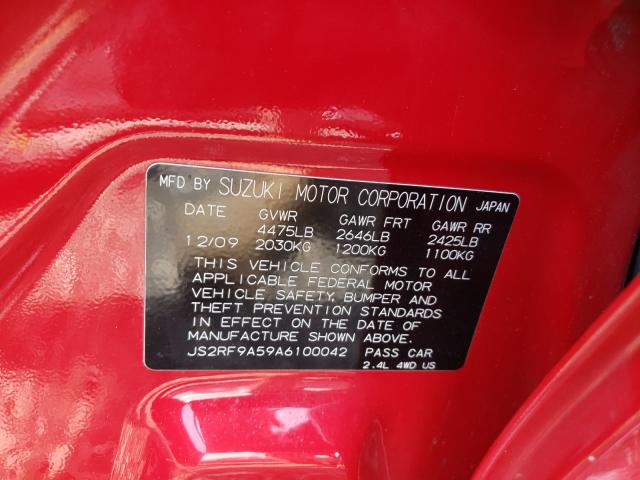 MFD BY SUZUKI MOTOR CORPORATION JAPAN
DATE GVWR GAWR FRT GAWR RR
4475LB 2646LB 2425LB
12/09 2030KG 1200KG 1100KG
THIS VEHICLE CONFORMS TO ALL
APPLICABLE FEDERAL MOTOR
VEHICLE SAFETY, BUMPER AND
THEFT PREVENTION STANDARDS
IN EFFECT ON THE DATE OF
MANUFACTURE SHOWN ABOVE.
JS2RF9A59A6100042 PASS CAR
2.4L 4WD US